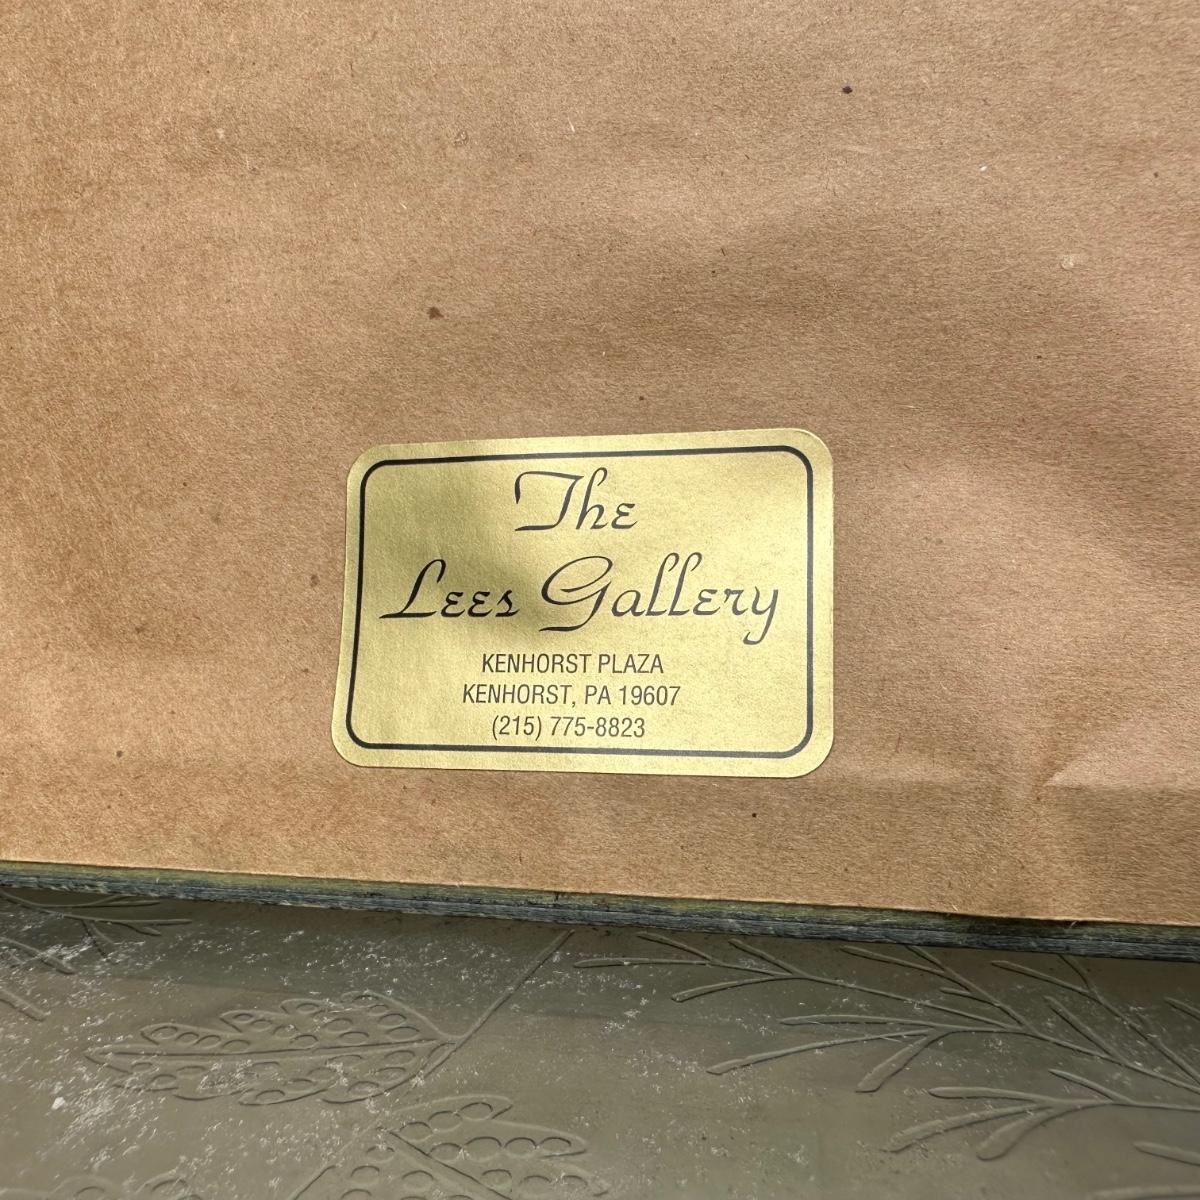 The
Lees Gallery
KENHORST PLAZA
KENHORST, PA 19607
(215) 775-8823